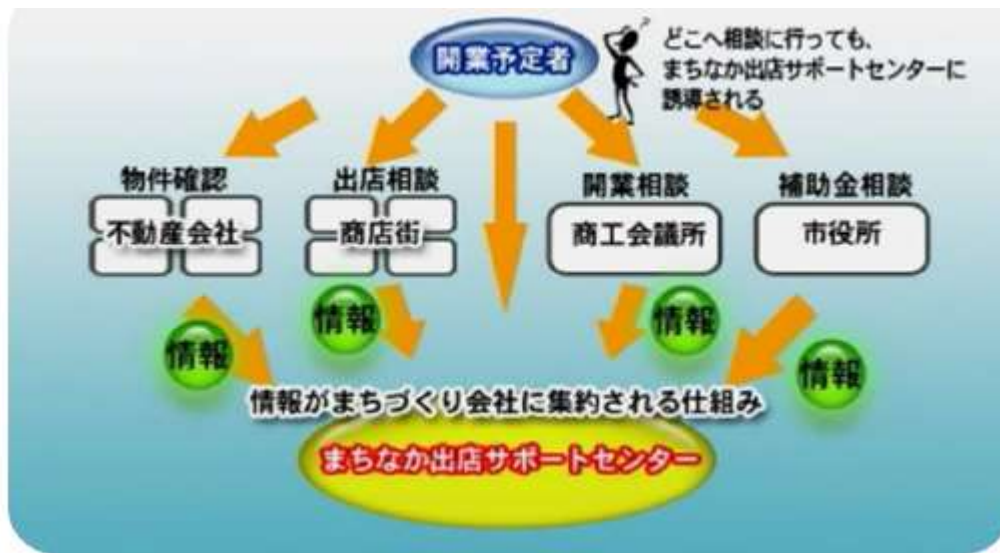 開業予定者
どこへ相談に行っても、
まちなか出店サポートセンターに
誘導される
物件確認
不動産会社
出店相談
商店街
開業相談
商工会議所
補助金相談
市役所
情報
情報
情報
情報
情報がまちづくり会社に集約される仕組み
まちなか出店サポートセンター